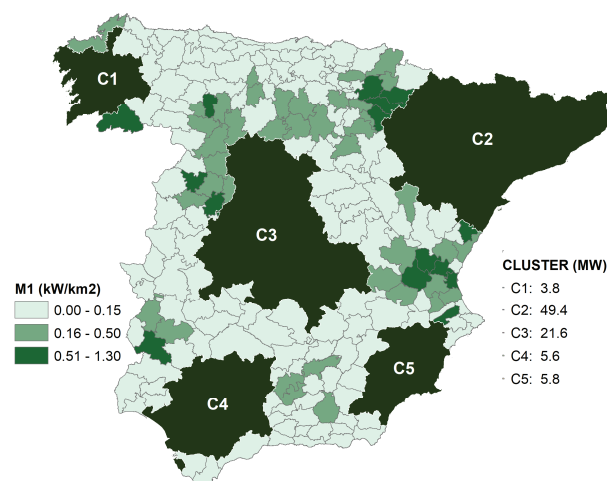 C1
C2
C3
C4
C5
M1 (kW/km2)
0.00 - 0.15
0.16 - 0.50
0.51 - 1.30
CLUSTER (MW)
C1: 3.8
C2: 49.4
C3: 21.6
C4: 5.6
C5: 5.8